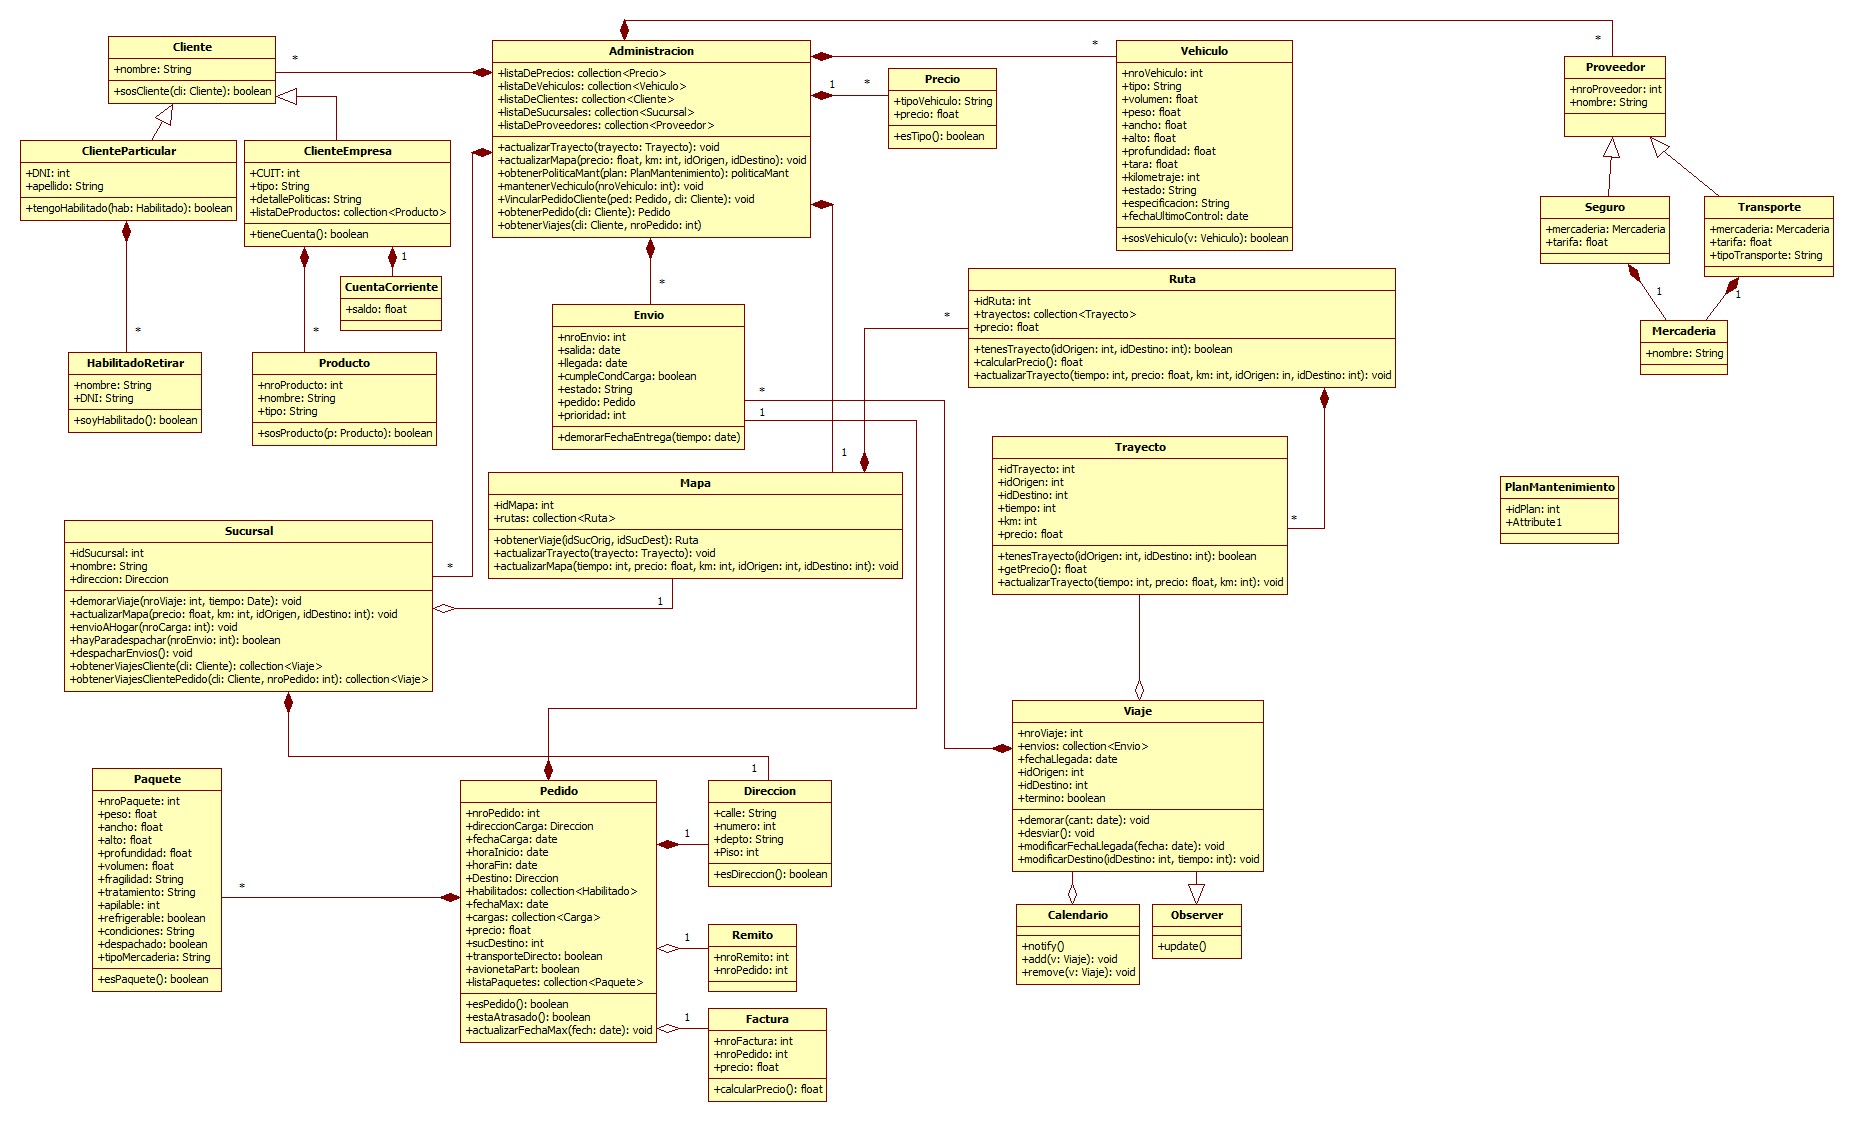 Cliente
+nombre: String
+sosCliente(cli: Cliente): boolean
*
ClienteParticular
+DNI: int
+apellido: String
+tengoHabilitado(hab: Habilitado): boolean
*
HabilitadoRetirar
+nombre: String
+DNI: String
+soyHabilitado(): boolean
ClienteEmpresa
+CUIT: int
+tipo: String
+detallePoliticas: String
+listaDeProductos: collection<Producto>
+tieneCuenta(): boolean
1
CuentaCorriente
+saldo: float
*
Producto
+nroProducto: int
+nombre: String
+tipo: String
+sosProducto(p: Producto): boolean
Administracion
+listaDePrecios: collection<Precio>
+listaDeVehiculos: collection<Vehiculo>
+listaDeClientes: collection<Cliente>
+listaDeSucursales: collection<Sucursal>
+listaDeProveedores: collection<Proveedor>
+actualizarTrayecto(trayecto: Trayecto): void
+actualizarMapa(precio: float, km: int, idOrigen, idDestino): void
+obtenerPoliticaMant(plan: PlanMantenimiento): politicaMant
+mantenerVechiculo(nroVehiculo: int): void
+VincularPedidoCliente(ped: Pedido, cli: Cliente): void
+obtenerPedido(cli: Cliente): Pedido
+obtenerViajes(cli: Cliente, nroPedido: int)
1
*
Precio
+tipoVehiculo: String
+precio: float
+esTipo(): boolean
*
Vehiculo
+nroVehiculo: int
+tipo: String
+volumen: float
+peso: float
+ancho: float
+alto: float
+profundidad: float
+tara: float
+kilometraje: int
+estado: String
+especificacion: String
+fechaUltimoControl: date
+sosVehiculo(v: Vehiculo): boolean
*
Proveedor
+nroProveedor: int
+nombre: String
Seguro
+mercaderia: Mercaderia
+tarifa: float
Transporte
+mercaderia: Mercaderia
+tarifa: float
+tipoTransporte: String
1
1
Mercaderia
+nombre: String
*
Envio
+nroEnvio: int
+salida: date
+llegada: date
+cumpleCondCarga: boolean
+estado: String
+pedido: Pedido
+prioridad: int
+demorarFechaEntrega(tiempo: date)
*
1
*
Ruta
+idRuta: int
+trayectos: collection<Trayecto>
+precio: float
+tenesTrayecto(idOrigen: int, idDestino: int): boolean
+calcularPrecio(): float
+actualizarTrayecto(tiempo: int, precio: float, km: int, idOrigen: in, idDestino: int): void
Trayecto
+idTrayecto: int
+idOrigen: int
+idDestino: int
+tiempo: int
+km: int
+precio: float
+tenesTrayecto(idOrigen: int, idDestino: int): boolean
+getPrecio(): float
+actualizarTrayecto(tiempo: int, precio: float, km: int): void
*
PlanMantenimiento
+idPlan: int
+Attribute1
1
Mapa
+idMapa: int
+rutas: collection<Ruta>
+obtenerViaje(idSucOrig, idSucDest): Ruta
+actualizarTrayecto(trayecto: Trayecto): void
+actualizarMapa(tiempo: int, precio: float, km: int, idOrigen: int, idDestino: int): void
1
*
Sucursal
+idSucursal: int
+nombre: String
+direccion: Direccion
+demorarViaje(nroViaje: int, tiempo: Date): void
+actualizarMapa(precio: float, km: int, idOrigen, idDestino: int): void
+envioAHogar(nroCarga: int): void
+hayParadespachar(nroEnvio: int): boolean
+despacharEnvios(): void
+obtenerViajesCliente(cli: Cliente): collection<Viaje>
+obtenerViajesClientePedido(cli: Cliente, nroPedido: int): collection<Viaje>
Paquete
+nroPaquete: int
+peso: float
+ancho: float
+alto: float
+profundidad: float
+volumen: float
+fragilidad: String
+tratamiento: String
+apilable: int
+refrigerable: boolean
+condiciones: String
+despachado: boolean
+tipoMercaderia: String
+esPaquete(): boolean
*
Pedido
+nroPedido: int
+direccionCarga: Direccion
+fechaCarga: date
+horaInicio: date
+horaFin: date
+Destino: Direccion
+habilitados: collection<Habilitado>
+fechaMax: date
+cargas: collection<Carga>
+precio: float
+sucDestino: int
+transporteDirecto: boolean
+avionetaPart: boolean
+listaPaquetes: collection<Paquete>
+esPedido(): boolean
+estaAtrasado(): boolean
+actualizarFechaMax(fech: date): void
1
1
Direccion
+calle: String
+numero: int
+depto: String
+Piso: int
+esDireccion(): boolean
1
Remito
+nroRemito: int
+nroPedido: int
1
Factura
+nroFactura: int
+nroPedido: int
+precio: float
+calcularPrecio(): float
Viaje
+nroViaje: int
+envios: collection<Envio>
+fechaLlegada: date
+idOrigen: int
+idDestino: int
+termino: boolean
+demorar(cant: date): void
+desviar(): void
+modificarFechaLlegada(fecha: date): void
+modificarDestino(idDestino: int, tiempo: int): void
Calendario
+notify()
+add(v: Viaje): void
+remove(v: Viaje): void
Observer
+update()